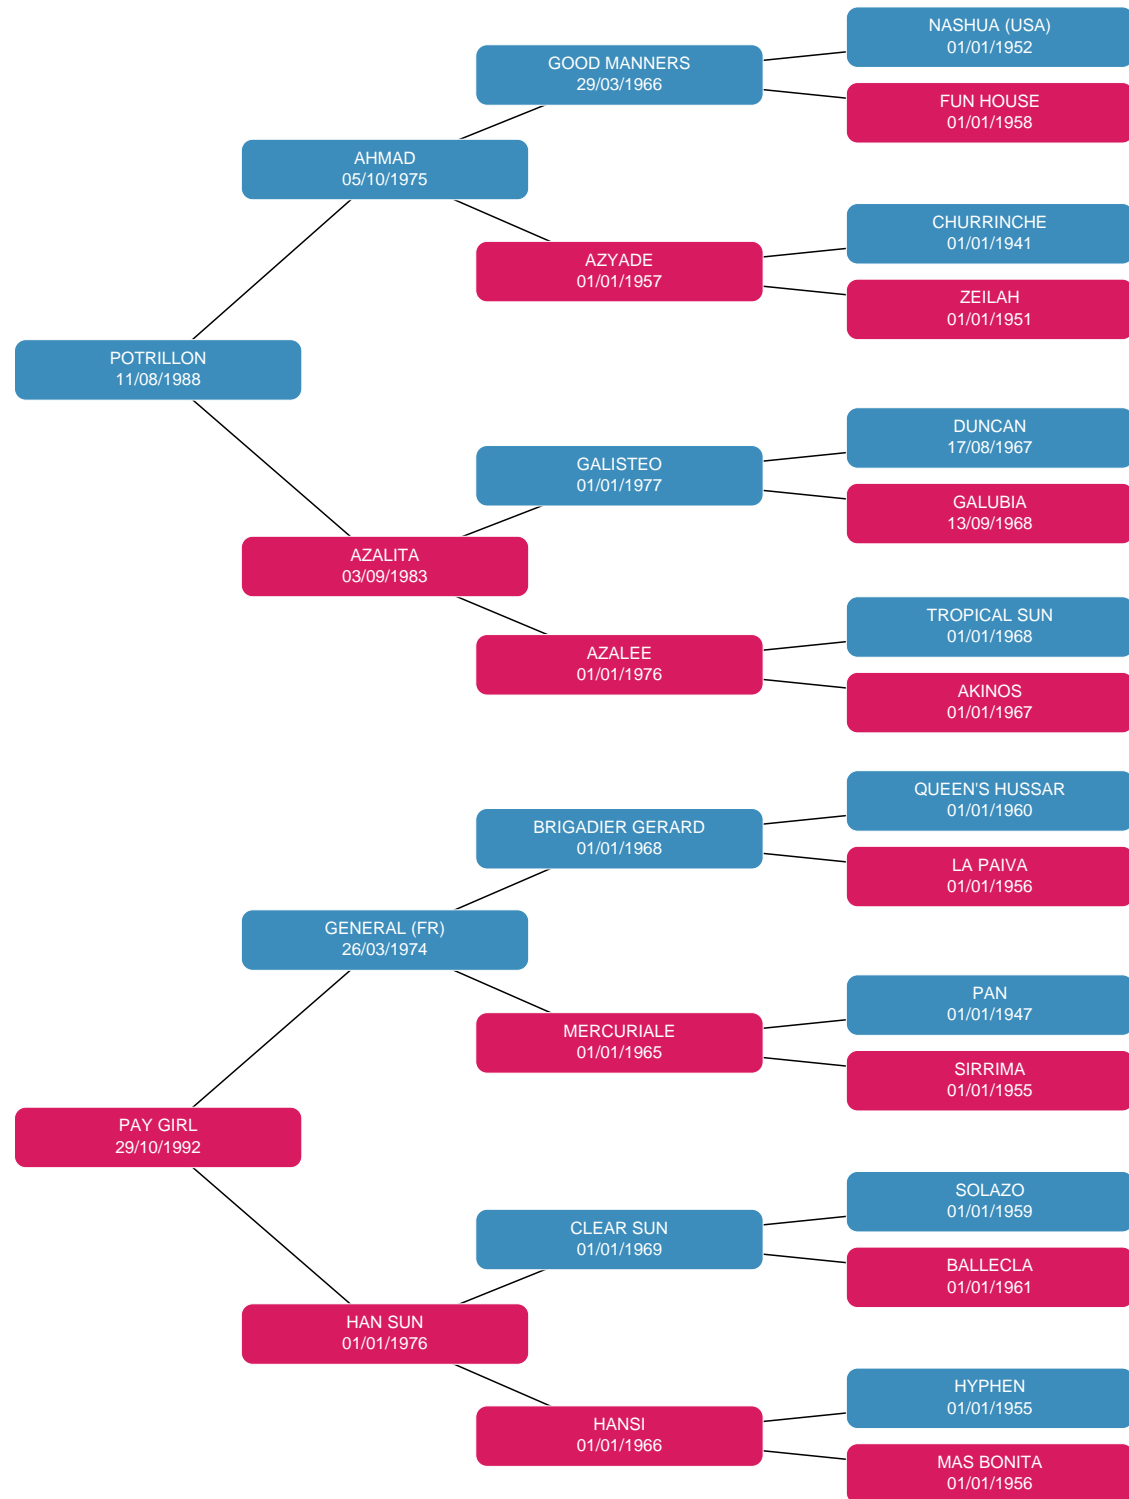 NASHUA (USA)
01/01/1952
GOOD MANNERS
29/03/1966
FUN HOUSE
01/01/1958
AHMAD
05/10/1975
CHURRINCHE
01/01/1941
AZYADE
01/01/1957
ZEILAH
01/01/1951
POTRILLON
11/08/1988
DUNCAN
17/08/1967
GALISTEO
01/01/1977
GALUBIA
13/09/1968
AZALITA
03/09/1983
TROPICAL SUN
01/01/1968
AZALEE
01/01/1976
AKINOS
01/01/1967
QUEEN'S HUSSAR
01/01/1960
BRIGADIER GERARD
01/01/1968
LA PAIVA
01/01/1956
GENERAL (FR)
26/03/1974
PAN
01/01/1947
MERCURIALE
01/01/1965
SIRRIMA
01/01/1955
PAY GIRL
29/10/1992
SOLAZO
01/01/1959
CLEAR SUN
01/01/1969
BALLECLA
01/01/1961
HAN SUN
01/01/1976
HYPHEN
01/01/1955
HANSI
01/01/1966
MAS BONITA
01/01/1956